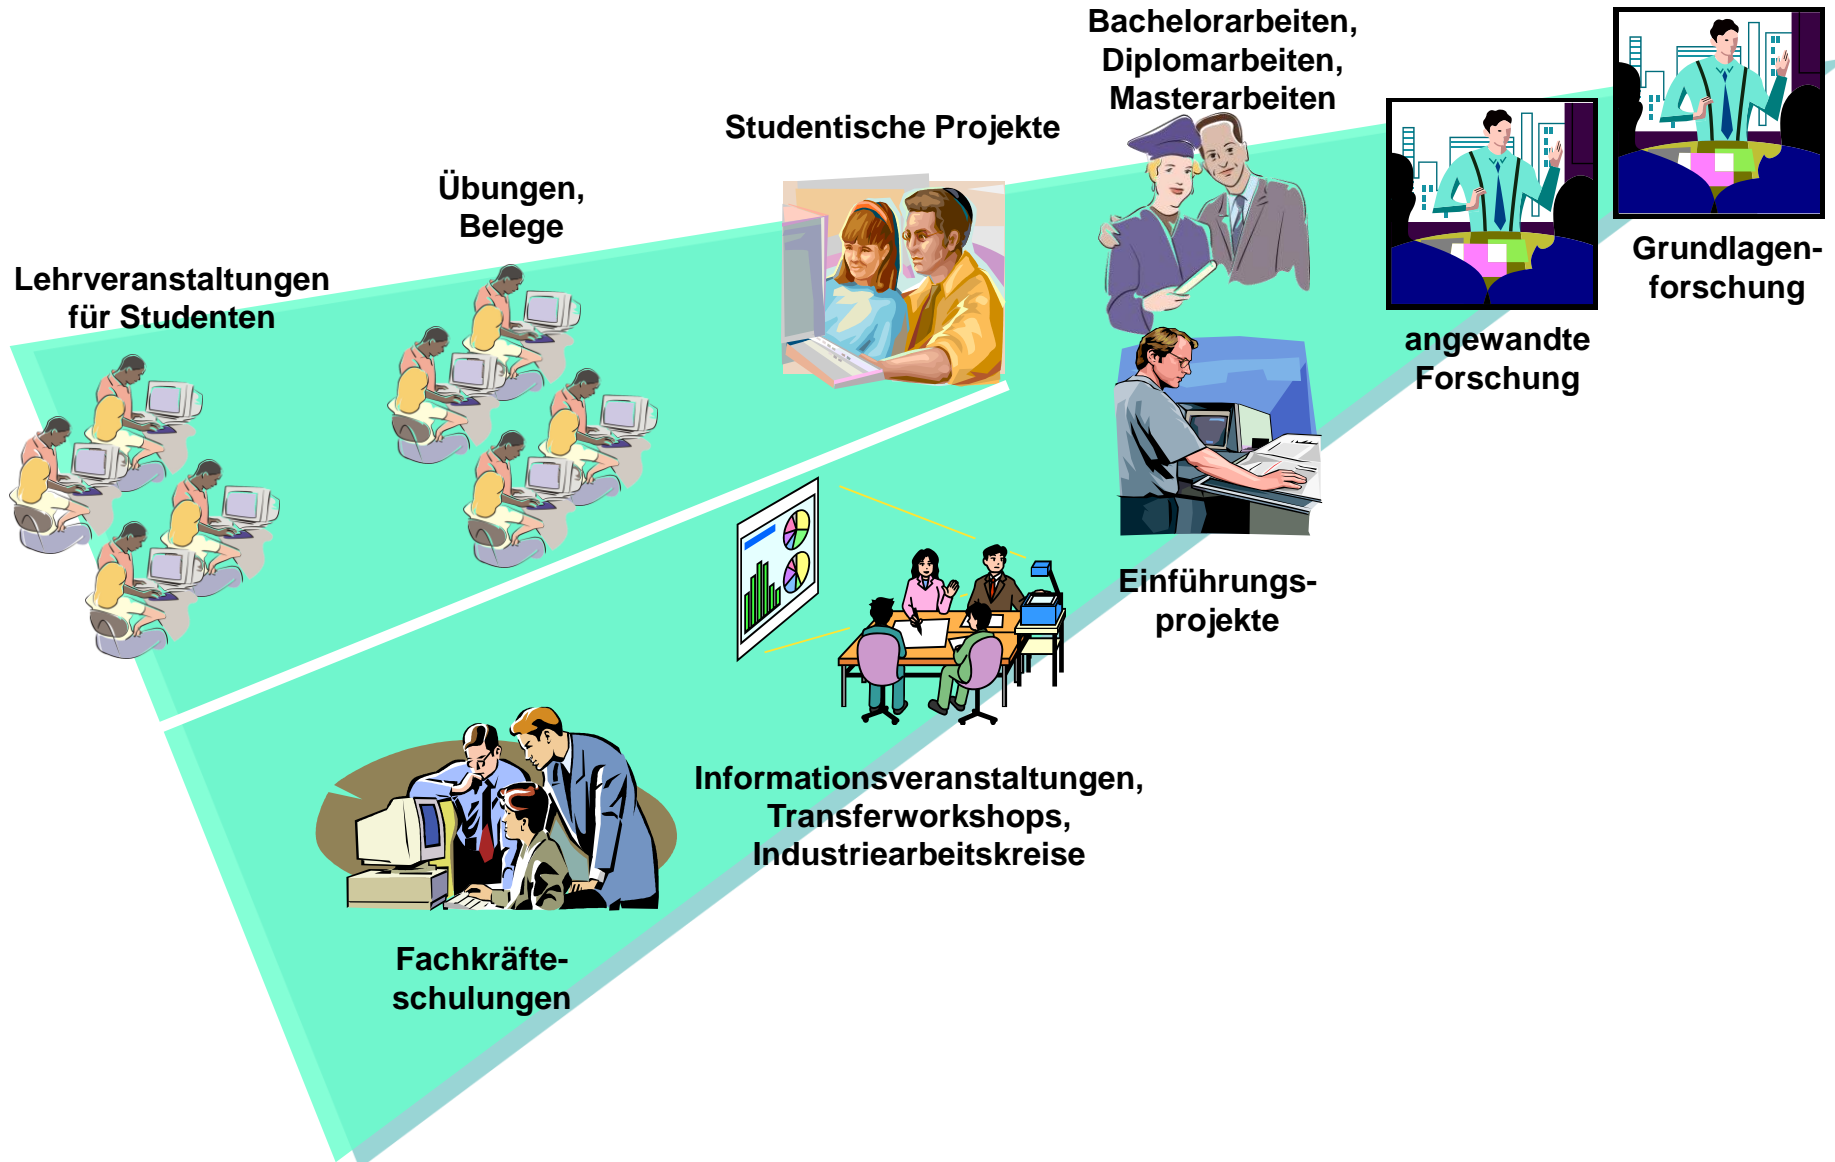 Bachelorarbeiten,
Diplomarbeiten,
Masterarbeiten
Studentische Projekte
Übungen,
Belege
Lehrveranstaltungen
für Studenten
Grundlagen-
forschung
angewandte
Forschung
Einführungs-
projekte
Informationsveranstaltungen,
Transferworkshops,
Industriearbeitskreise
Fachkräfte-
schulungen